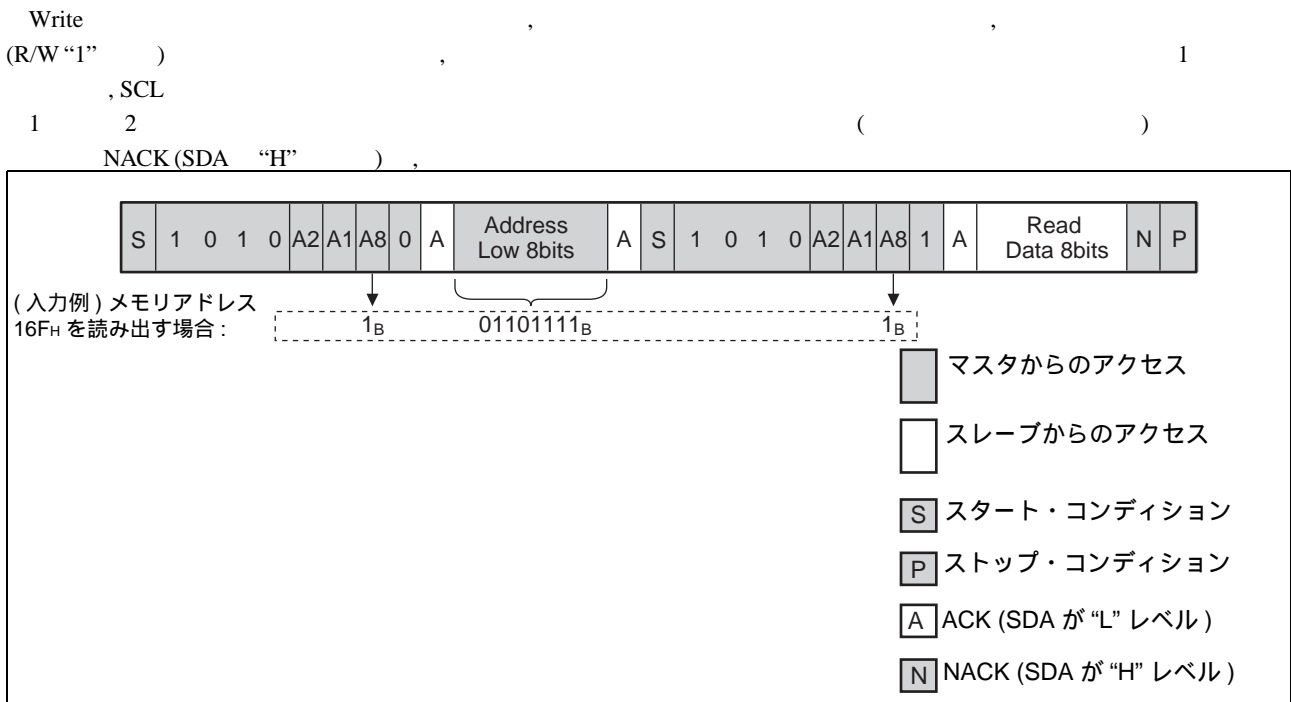 Write , ,
(R/W “1” ) , 1
, SCL
1 2 ( )
NACK (SDA “H” ) ,
S 1 0 1 0 A2 A1 A8 0 A Address Low 8bits A S 1 0 1 0 A2 A1 A8 1 A Read Data 8bits N P
( 入力例 ) メモリアドレス
16FH を読み出す場合 : 1B 01101111B 1B
マスタからのアクセス
スレーブからのアクセス
S スタート・コンディション
P ストップ・コンディション
A ACK (SDA が “L” レベル )
N NACK (SDA が “H” レベル )